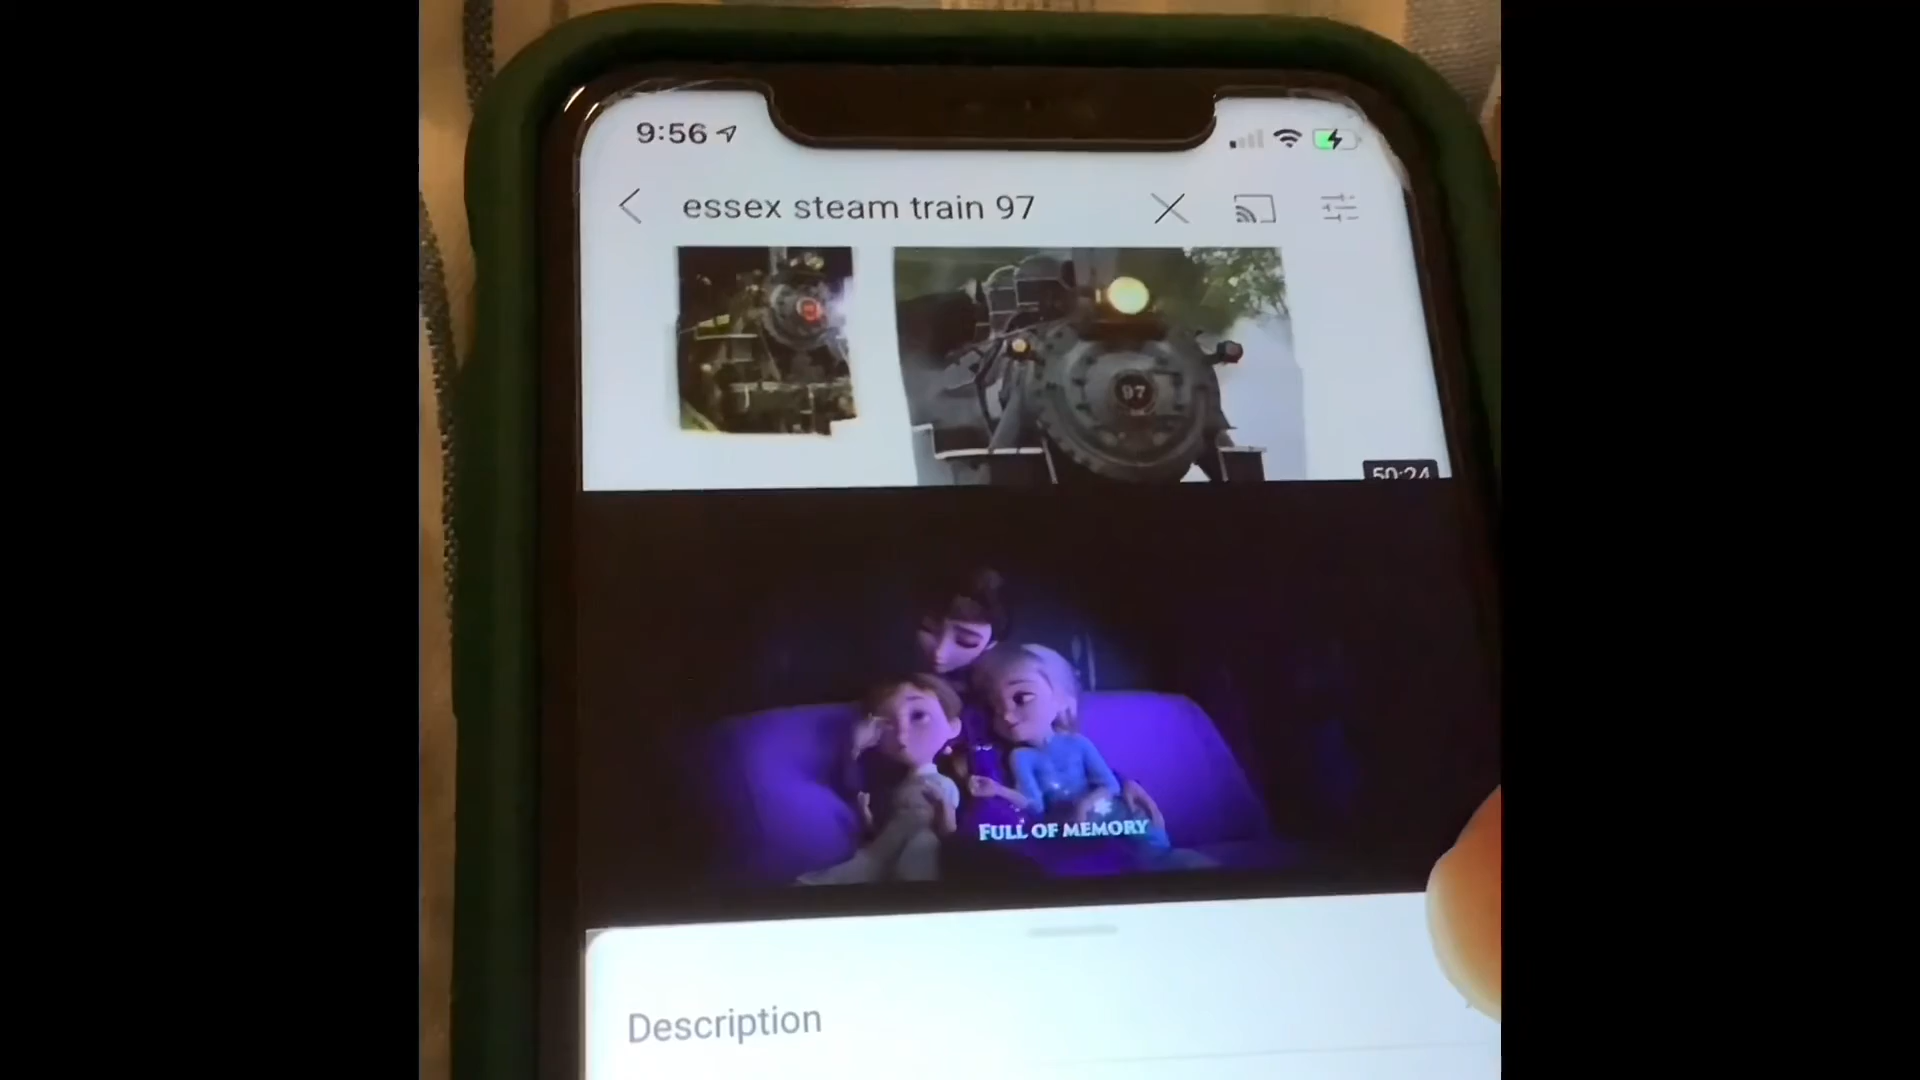 9:56
essex steam train 97
97
50:24
FULL OF MEMORY
Description